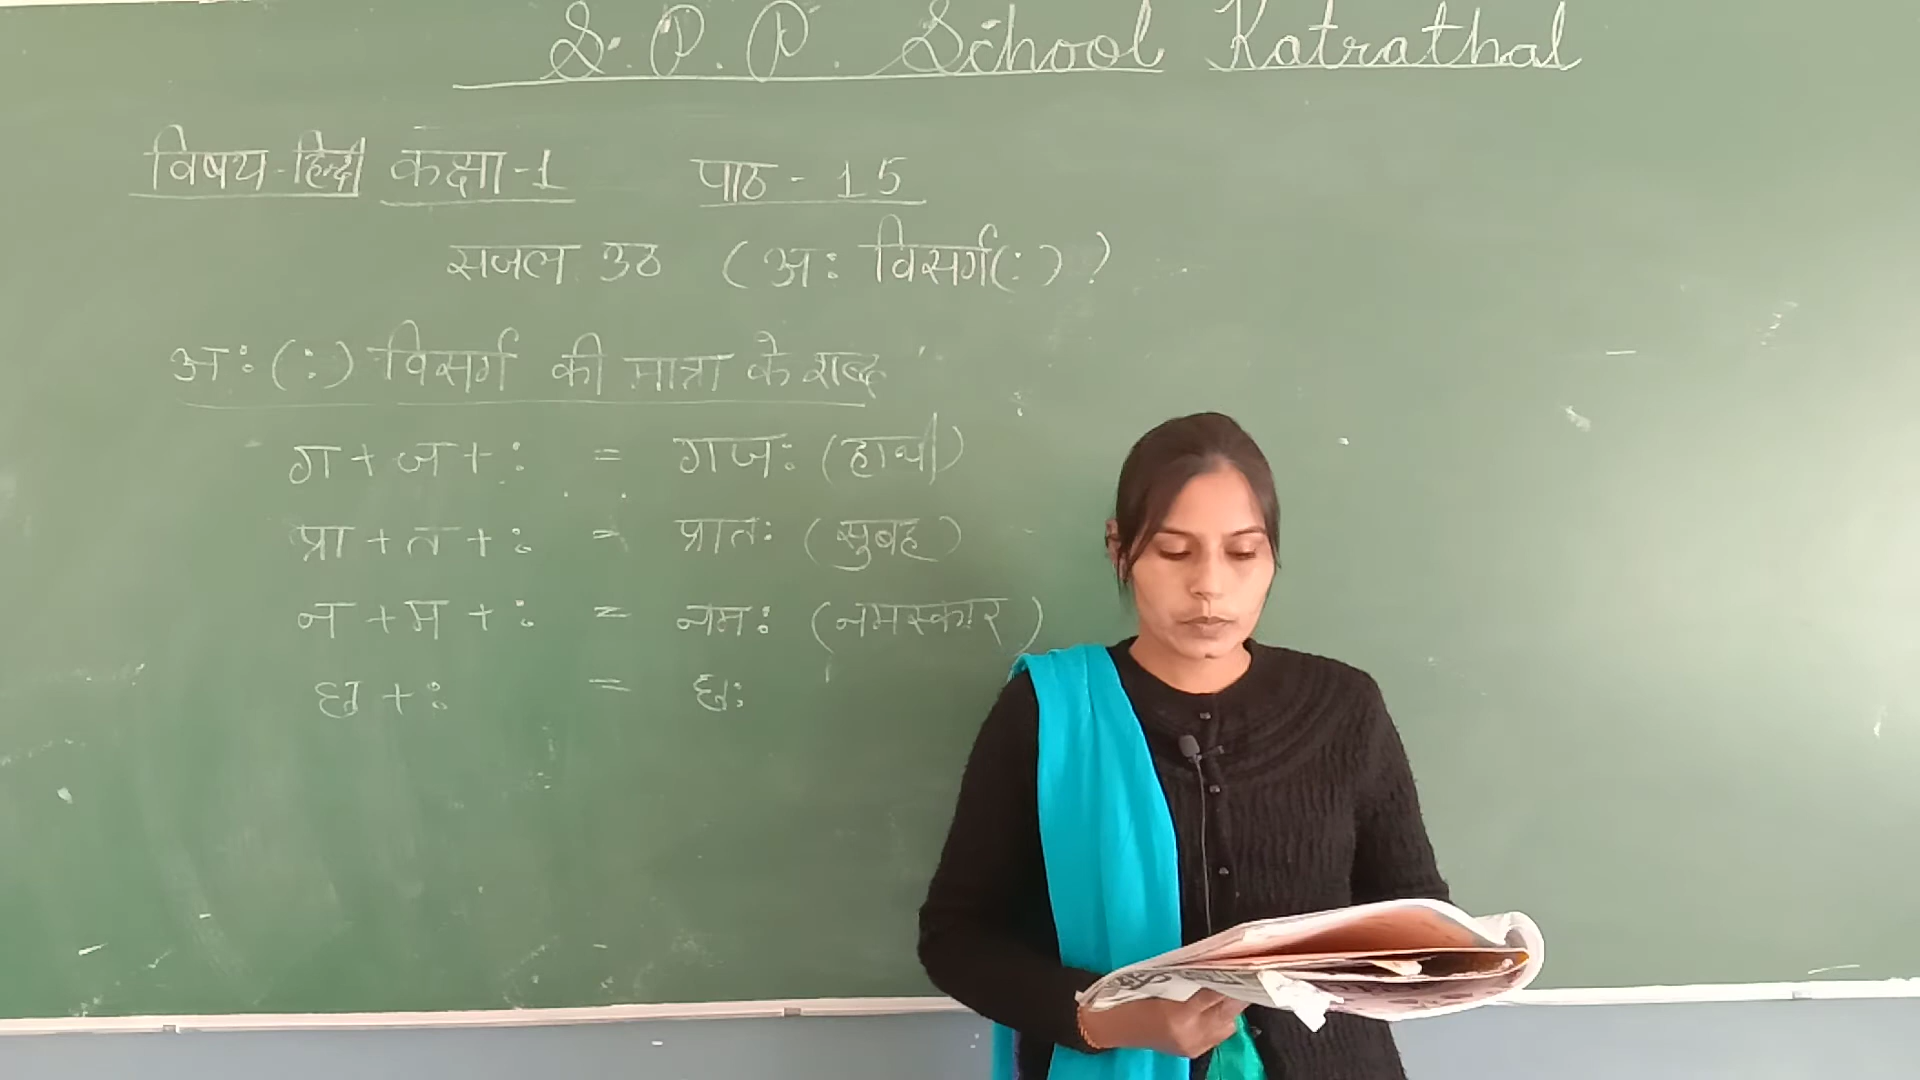 S. P. P. School Katrathal
विषय-हिन्दी कक्षा-1 पाठ - 15
सजल उठ (अः विसर्ग(:) ?
अः(:) विसर्ग की मात्रा के शब्द
ग + ज + : = गजः (हाथी)
प्रा + त + : = प्रातः (सुबह)
न + म + : = नमः (नमस्कार)
छ + : = छः